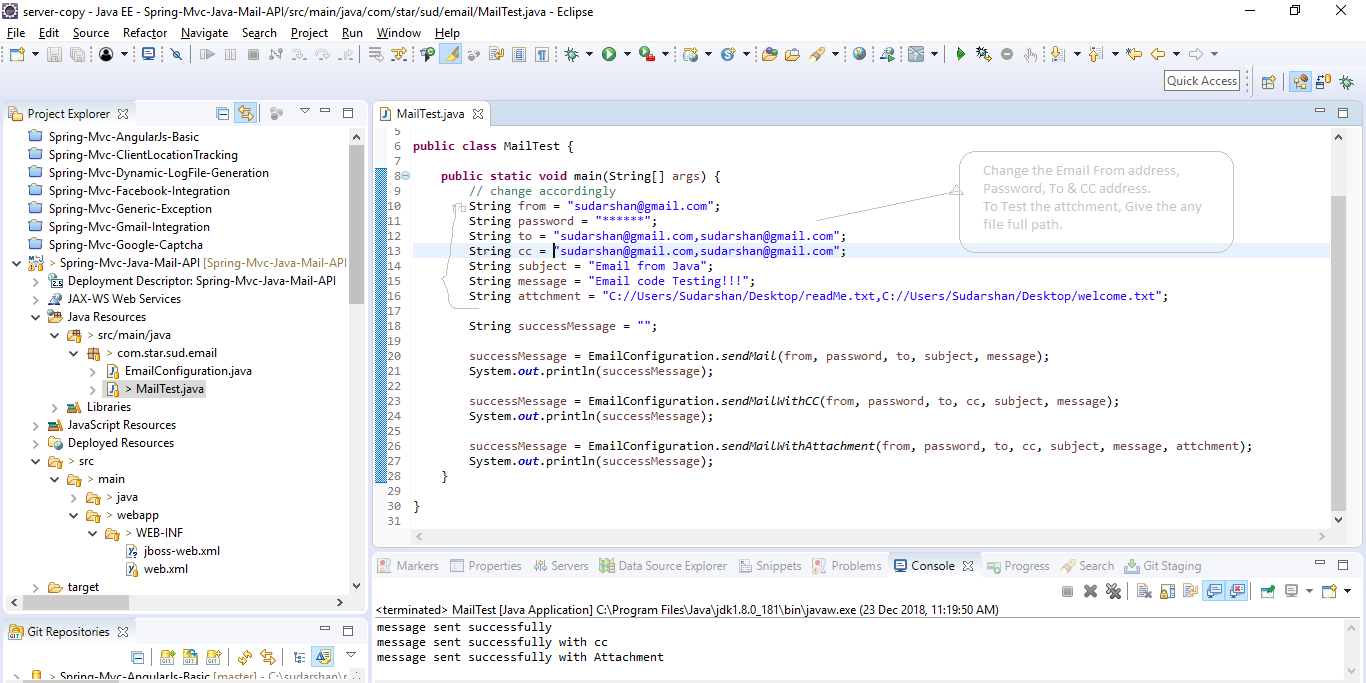 server-copy - Java EE - Spring-Mvc-Java-Mail-API/src/main/java/com/star/sud/email/MailTest.java - Eclipse
File Edit Source Refactor Navigate Search Project Run Window Help
Quick Access
Project Explorer
Spring-Mvc-AngularJs-Basic
Spring-Mvc-ClientLocationTracking
Spring-Mvc-Dynamic-LogFile-Generation
Spring-Mvc-Facebook-Integration
Spring-Mvc-Generic-Exception
Spring-Mvc-Gmail-Integration
Spring-Mvc-Google-Captcha
> Spring-Mvc-Java-Mail-API [Spring-Mvc-Java-Mail-API
Deployment Descriptor: Spring-Mvc-Java-Mail-API
JAX-WS Web Services
Java Resources
> src/main/java
> com.star.sud.email
EmailConfiguration.java
> MailTest.java
Libraries
JavaScript Resources
Deployed Resources
> src
> main
> java
> webapp
> WEB-INF
jboss-web.xml
web.xml
target
Git Repositories
> Spring-Mvc-AngularJs-Basic [master] - C:\sudarshan\r
MailTest.java
5
6 public class MailTest {
7
8 public static void main(String[] args) {
9 // change accordingly
10 String from = "sudarshan@gmail.com";
11 String password = "******";
12 String to = "sudarshan@gmail.com,sudarshan@gmail.com";
13 String cc = "sudarshan@gmail.com,sudarshan@gmail.com";
14 String subject = "Email from Java";
15 String message = "Email code Testing!!!";
16 String attchment = "C://Users/Sudarshan/Desktop/readMe.txt,C://Users/Sudarshan/Desktop/welcome.txt";
17
18 String successMessage = "";
19
20 successMessage = EmailConfiguration.sendMail(from, password, to, subject, message);
21 System.out.println(successMessage);
22
23 successMessage = EmailConfiguration.sendMailWithCC(from, password, to, cc, subject, message);
24 System.out.println(successMessage);
25
26 successMessage = EmailConfiguration.sendMailWithAttachment(from, password, to, cc, subject, message, attchment);
27 System.out.println(successMessage);
28 }
29
30 }
31
Change the Email From address,
Password, To & CC address.
To Test the attchment, Give the any
file full path.
Markers Properties Servers Data Source Explorer Snippets Problems Console Progress Search Git Staging
<terminated> MailTest [Java Application] C:\Program Files\Java\jdk1.8.0_181\bin\javaw.exe (23 Dec 2018, 11:19:50 AM)
message sent successfully
message sent successfully with cc
message sent successfully with Attachment